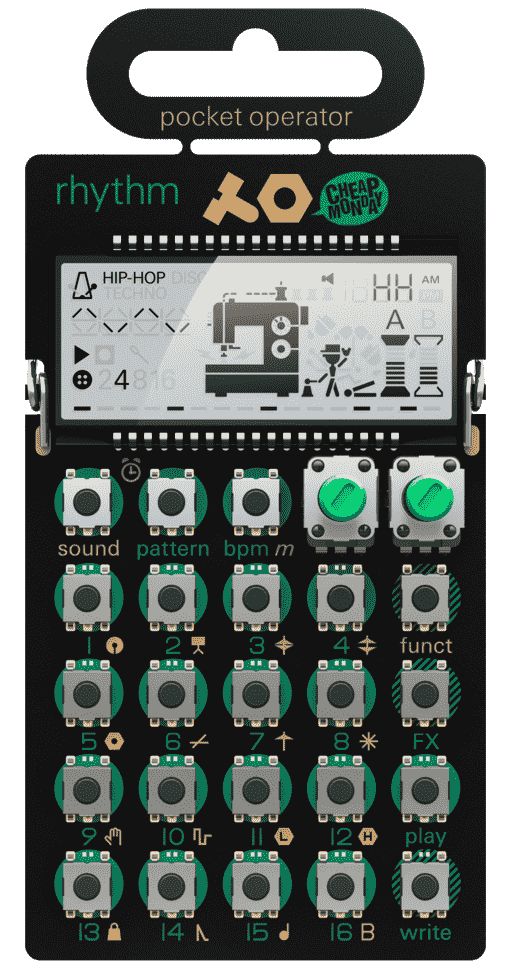 pocket operator
rhythm
CHEAP MONDAY
HIP-HOP DISCO
TECHNO
HH AM
A B
2 4 8 16
sound pattern bpm m
1 2 3 4 funct
5 6 7 8 FX
9 10 11 L 12 H play
13 14 15 16 B write